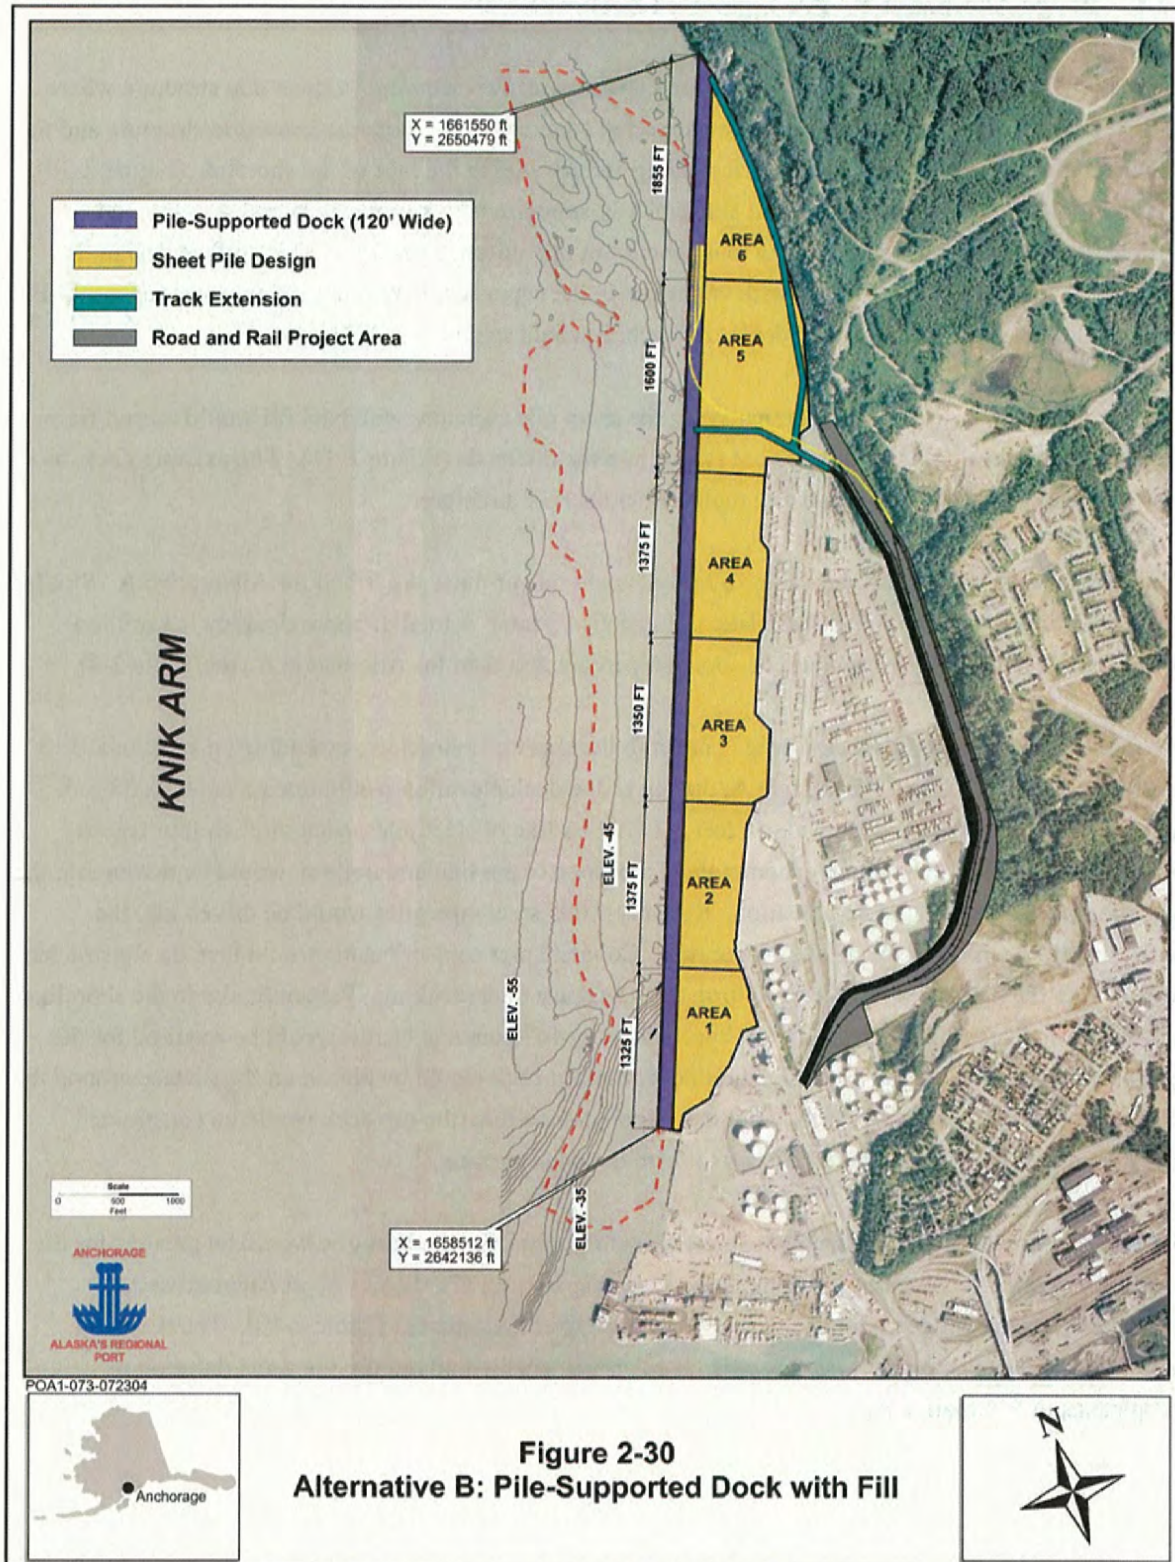 X = 1661550 ft
Y = 2650479 ft
Pile-Supported Dock (120' Wide)
Sheet Pile Design
Track Extension
Road and Rail Project Area
1855 FT
AREA
6
1600 FT
AREA
5
1375 FT
AREA
4
1350 FT
AREA
3
1375 FT
AREA
2
1325 FT
AREA
1
KNIK ARM
ELEV. -45
ELEV. -55
ELEV. -35
X = 1658512 ft
Y = 2642136 ft
Scale
0 500 1000
Feet
ANCHORAGE
ALASKA'S REGIONAL
PORT
POA1-073-072304
Anchorage
Figure 2-30
Alternative B: Pile-Supported Dock with Fill
N